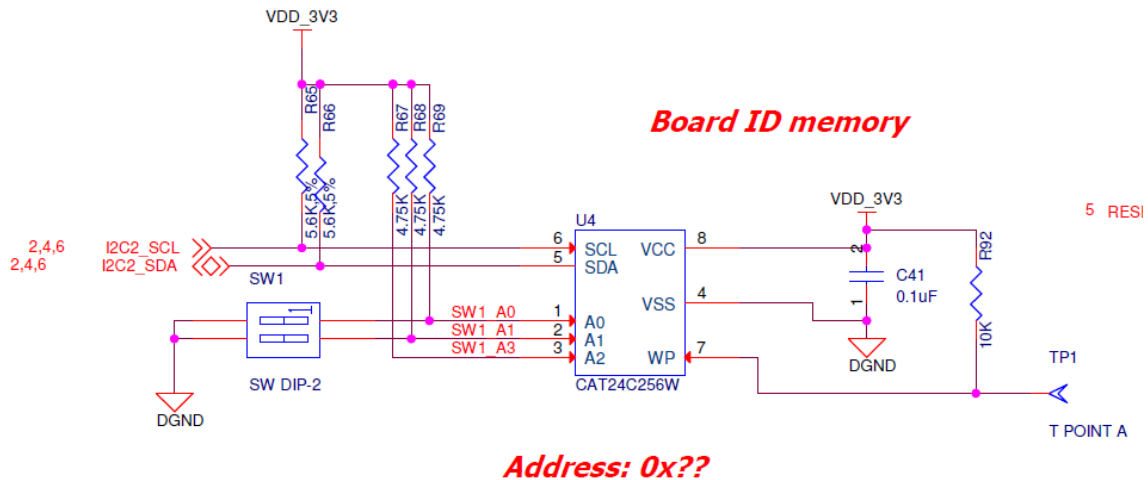 VDD_3V3
R65
R66
R67
R68
R69
5.6K,5%
5.6K,5%
4.75K
4.75K
4.75K
Board ID memory
VDD_3V3
5 RESI
2,4,6 I2C2_SCL
2,4,6 I2C2_SDA
U4
6 SCL VCC 8
5 SDA
2
R92
C41
0.1uF
1
10K
SW1
1
SW1_A0 1 A0 VSS 4
SW1_A1 2 A1
SW1_A3 3 A2 WP 7
SW DIP-2
CAT24C256W
DGND
DGND
TP1
T POINT A
Address: 0x??